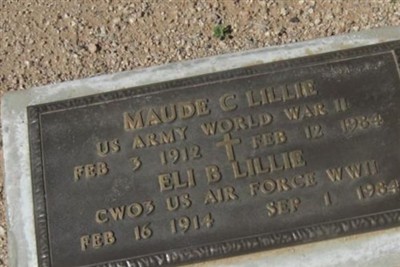 MAUDE C LILLIE
US ARMY WORLD WAR II
FEB 3 1912 FEB 12 1984
ELI B LILLIE
CWO3 US AIR FORCE WWII
FEB 16 1914 SEP 1 1984